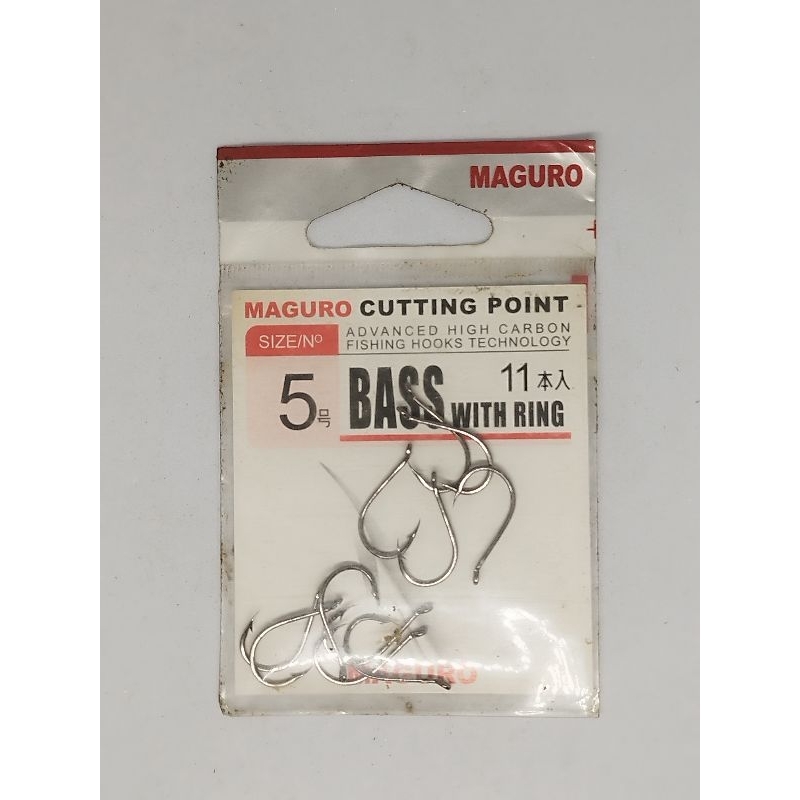 MAGURO
MAGURO CUTTING POINT
SIZE/Nº
ADVANCED HIGH CARBON
FISHING HOOKS TECHNOLOGY
5号
BASS
11本入
WITH RING
MAGURO